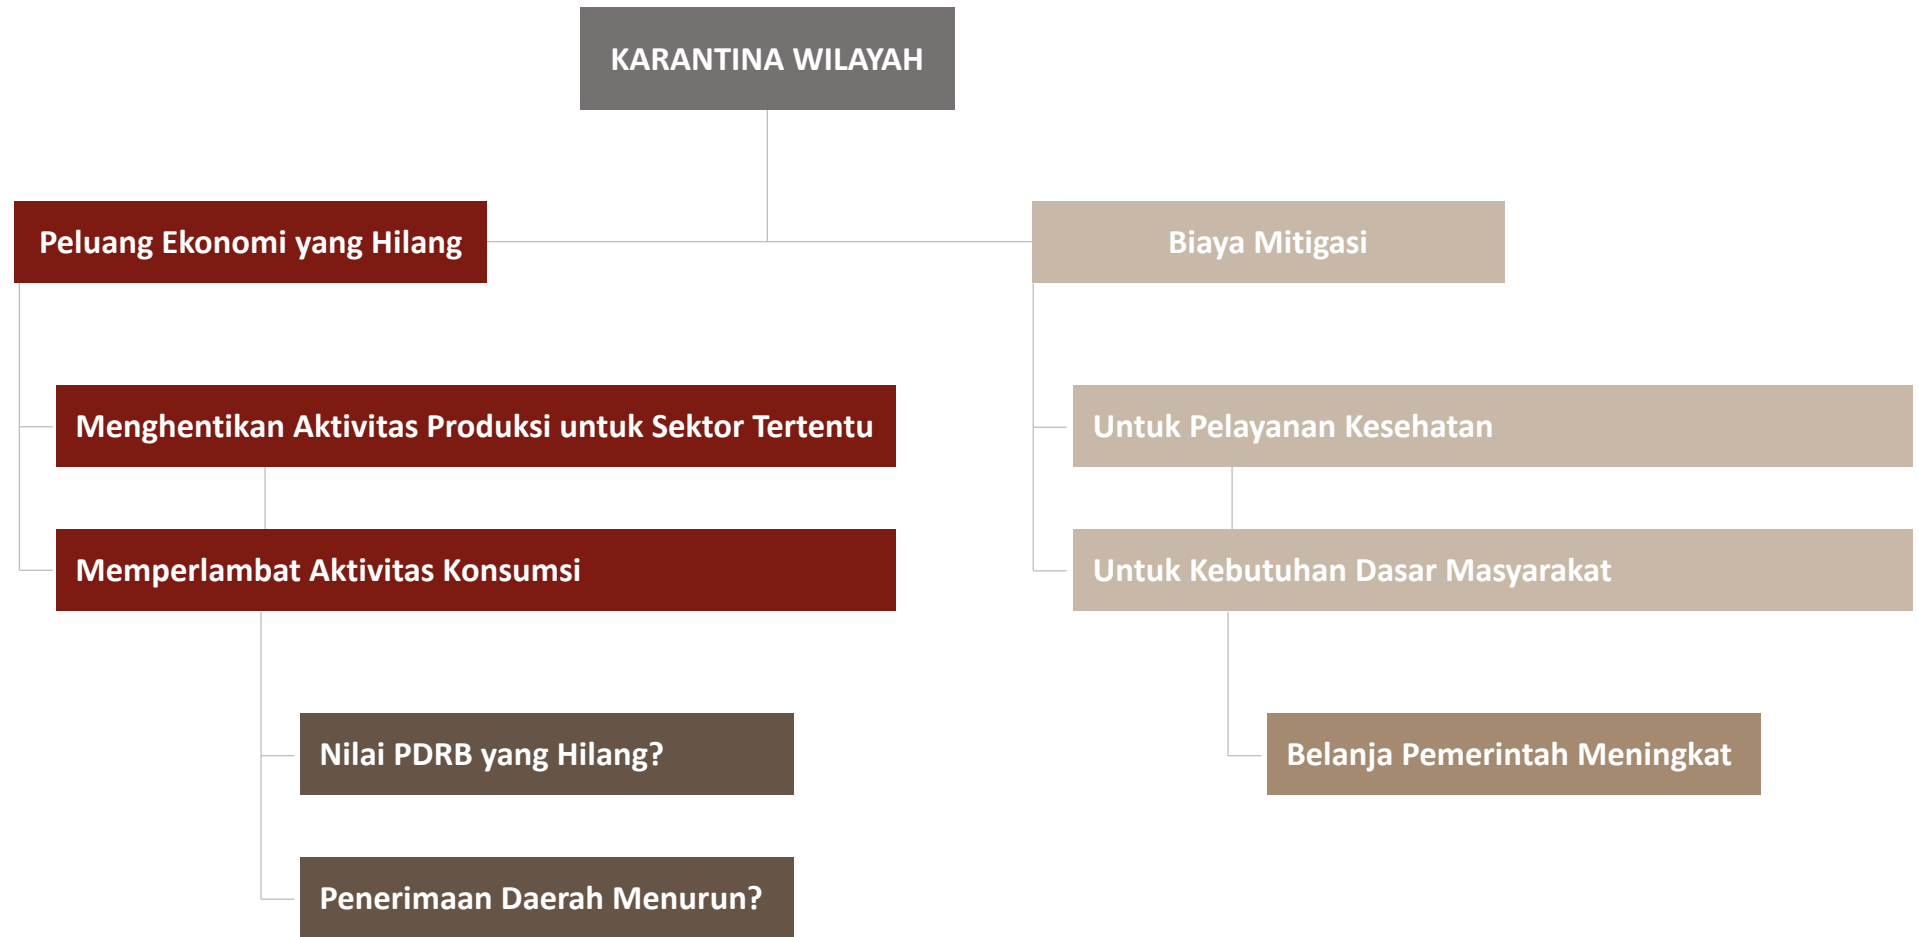 KARANTINA WILAYAH
Peluang Ekonomi yang Hilang
Menghentikan Aktivitas Produksi untuk Sektor Tertentu
Memperlambat Aktivitas Konsumsi
Nilai PDRB yang Hilang?
Penerimaan Daerah Menurun?
Biaya Mitigasi
Untuk Pelayanan Kesehatan
Untuk Kebutuhan Dasar Masyarakat
Belanja Pemerintah Meningkat